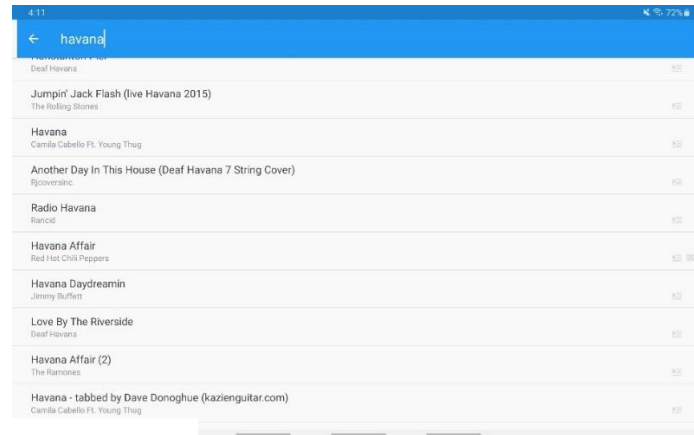 4:11
72%
havana
Deaf Havana
Jumpin' Jack Flash (live Havana 2015)
The Rolling Stones
Havana
Camila Cabello Ft. Young Thug
Another Day In This House (Deaf Havana 7 String Cover)
Rjcoversinc.
Radio Havana
Rancid
Havana Affair
Red Hot Chili Peppers
Havana Daydreamin
Jimmy Buffett
Love By The Riverside
Deaf Havana
Havana Affair (2)
The Ramones
Havana - tabbed by Dave Donoghue (kazienguitar.com)
Camila Cabello Ft. Young Thug